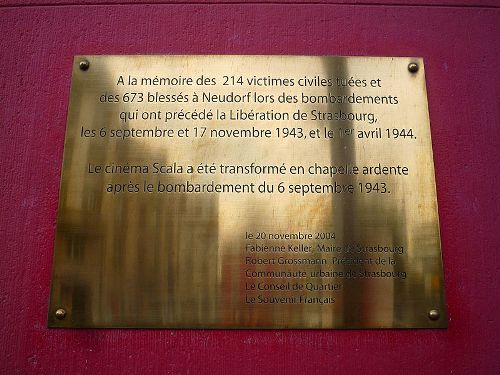 A la mémoire des 214 victimes civiles tuées et
des 673 blessés à Neudorf lors des bombardements
qui ont précédé la Libération de Strasbourg,
les 6 septembre et 17 novembre 1943, et le 1er avril 1944.
Le cinéma Scala a été transformé en chapelle ardente
après le bombardement du 6 septembre 1943.
le 20 novembre 2004
Fabienne Keller, Maire de Strasbourg
Robert Grossmann, Président de la
Communauté urbaine de Strasbourg
Le Conseil de Quartier
Le Souvenir Français